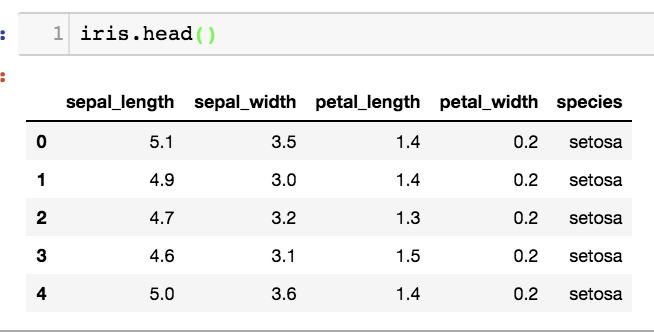 1 iris.head()
sepal_length sepal_width petal_length petal_width species
0 5.1 3.5 1.4 0.2 setosa
1 4.9 3.0 1.4 0.2 setosa
2 4.7 3.2 1.3 0.2 setosa
3 4.6 3.1 1.5 0.2 setosa
4 5.0 3.6 1.4 0.2 setosa